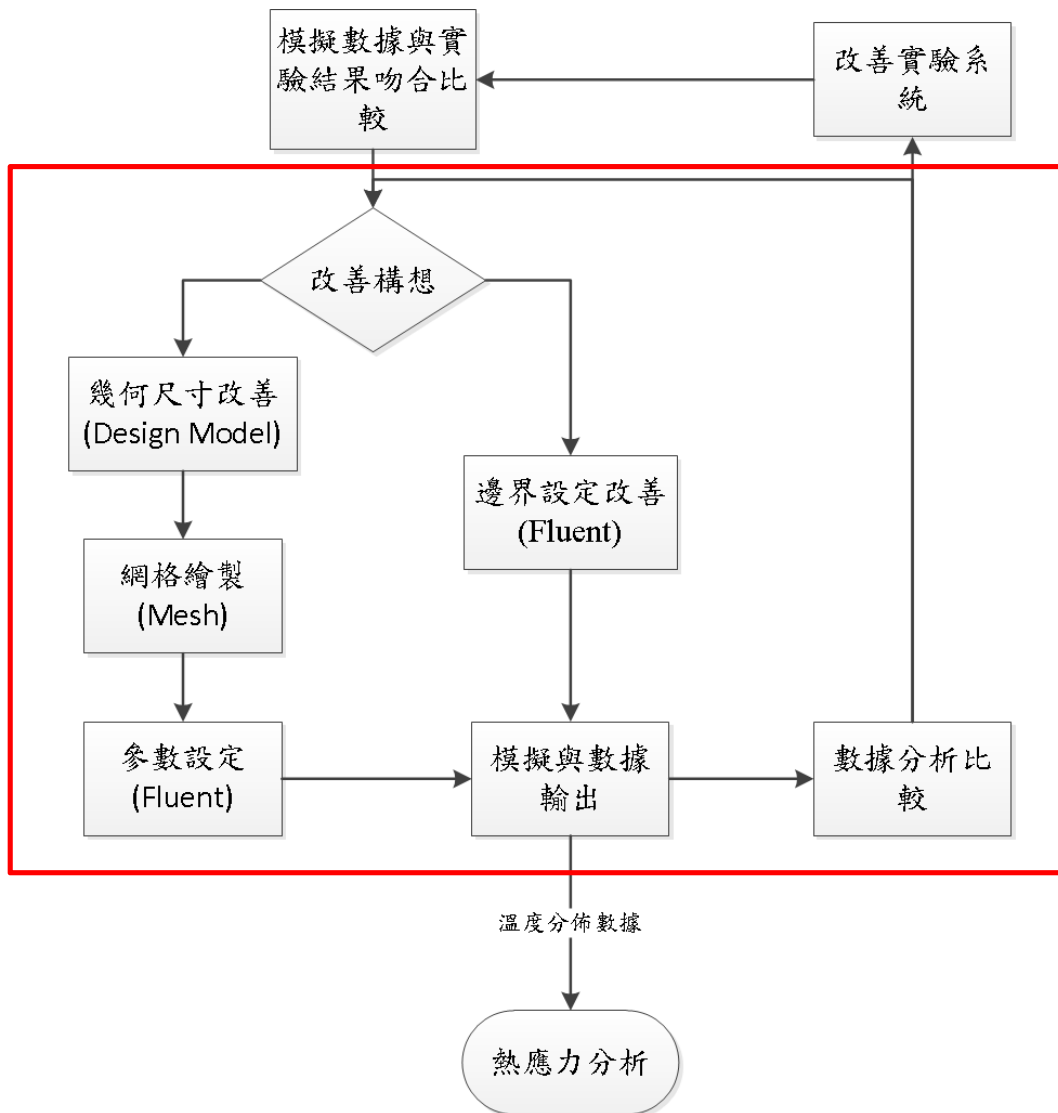 模擬數據與實
驗結果吻合比
較
改善實驗系
統
改善構想
幾何尺寸改善
(Design Model)
邊界設定改善
(Fluent)
網格繪製
(Mesh)
參數設定
(Fluent)
模擬與數據
輸出
數據分析比
較
溫度分佈數據
熱應力分析